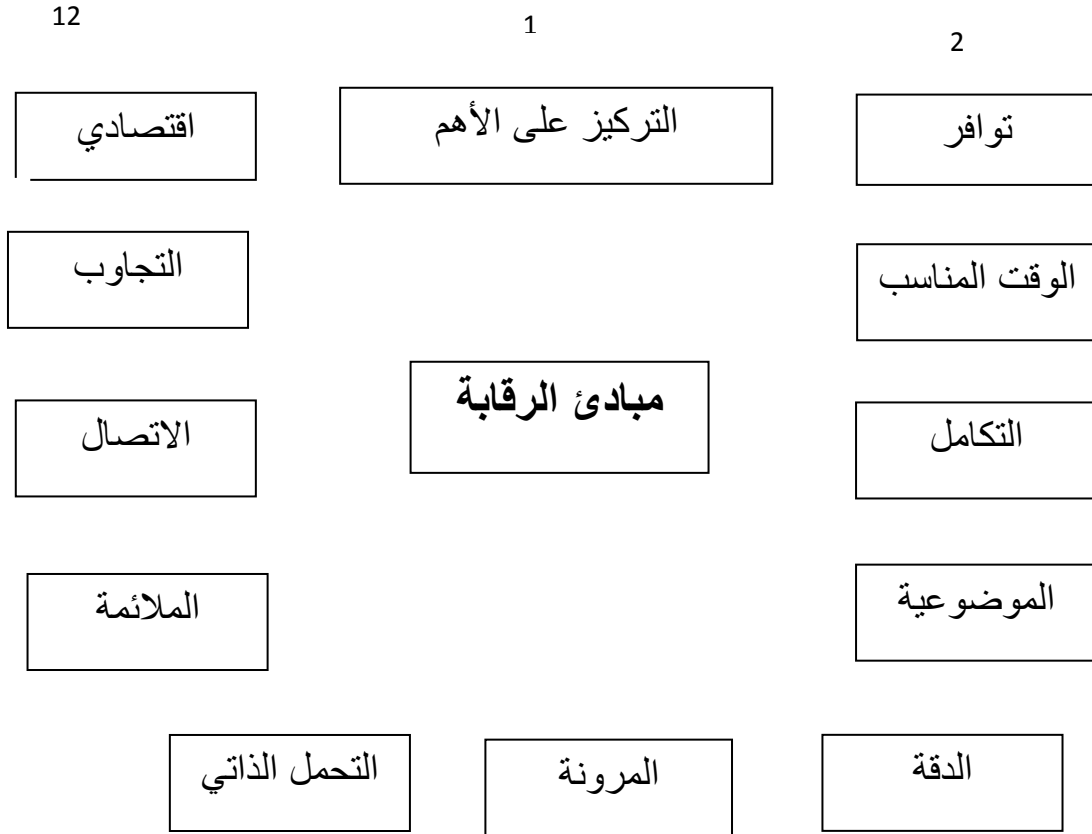 12
1
2
اقتصادي
التركيز على الأهم
توافر
التجاوب
الوقت المناسب
مبادئ الرقابة
الاتصال
التكامل
الملائمة
الموضوعية
التحمل الذاتي
المرونة
الدقة